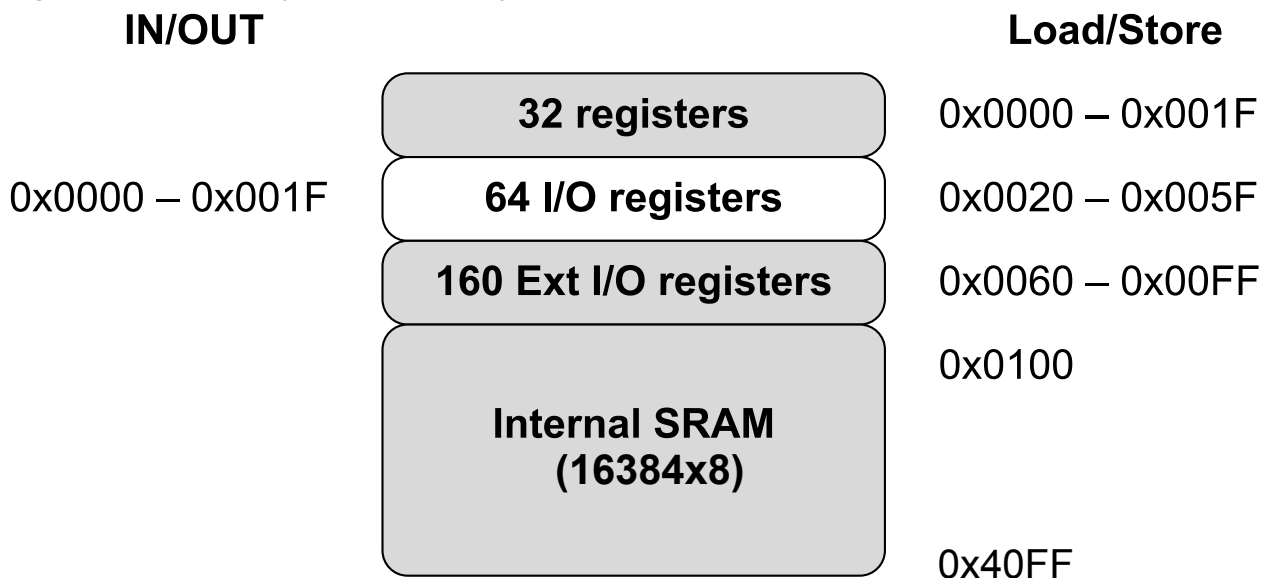 IN/OUT Load/Store
32 registers 0x0000 – 0x001F
0x0000 – 0x001F 64 I/O registers 0x0020 – 0x005F
160 Ext I/O registers 0x0060 – 0x00FF
0x0100
Internal SRAM
(16384x8)
0x40FF